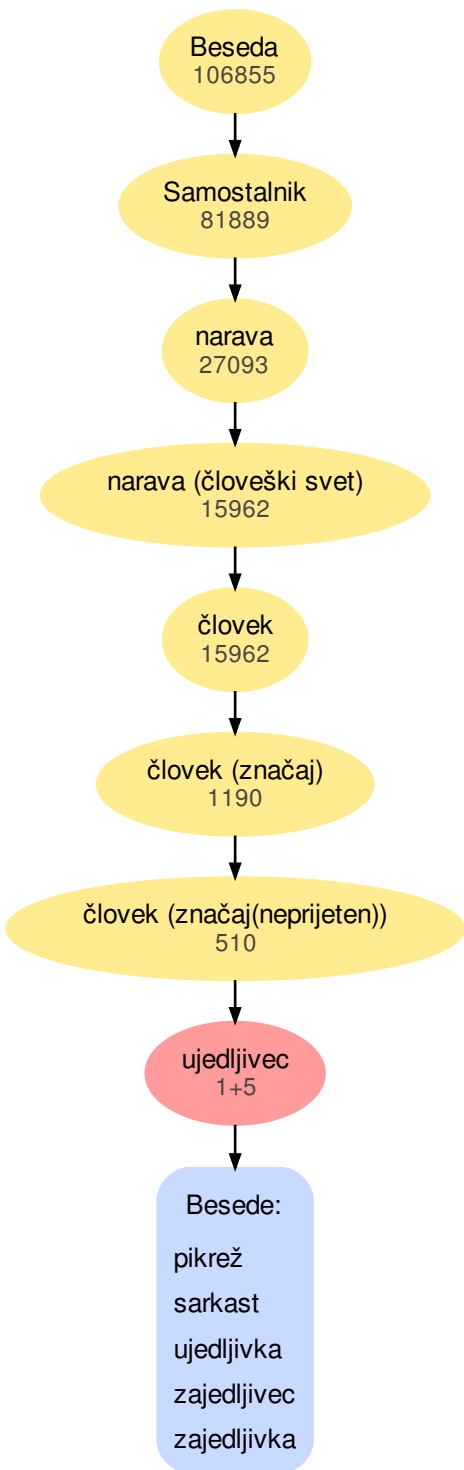 Beseda
106855
Samostalnik
81889
narava
27093
narava (človeški svet)
15962
človek
15962
človek (značaj)
1190
človek (značaj(neprijeten))
510
ujedljivec
1+5
Besede:
pikrež
sarkast
ujedljivka
zajedljivec
zajedljivka